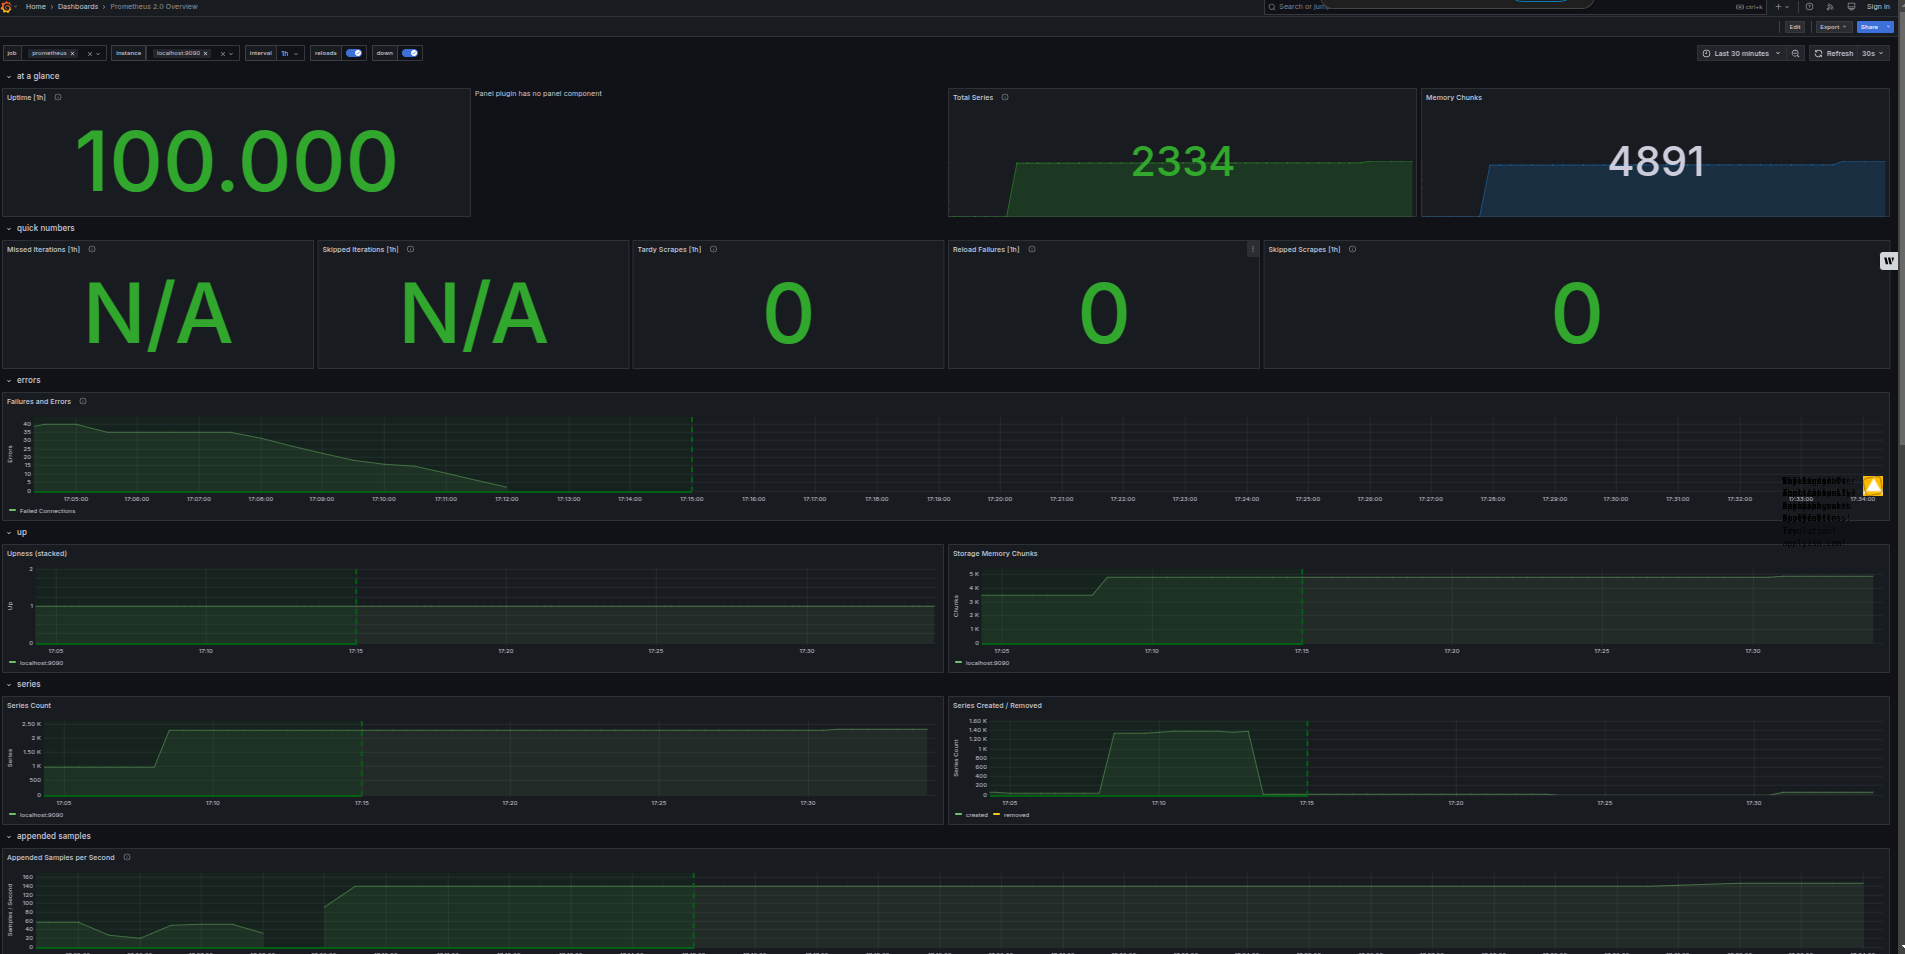 Home › Dashboards › Prometheus 2.0 Overview
Search or jump
ctrl+k
Sign in
Edit
Export
Share
job prometheus
instance localhost:9090
interval 1h
reloads
down
Last 30 minutes
Refresh 30s
at a glance
Uptime [1h]
100.000
Panel plugin has no panel component
Total Series
2334
Memory Chunks
4891
quick numbers
Missed Iterations [1h]
N/A
Skipped Iterations [1h]
N/A
Tardy Scrapes [1h]
0
Reload Failures [1h]
0
Skipped Scrapes [1h]
0
W
errors
Failures and Errors
Errors
40
35
30
25
20
15
10
5
0
17:05:00 17:06:00 17:07:00 17:08:00 17:09:00 17:10:00 17:11:00 17:12:00 17:13:00 17:14:00 17:15:00 17:16:00 17:17:00 17:18:00 17:19:00 17:20:00 17:21:00 17:22:00 17:23:00 17:24:00 17:25:00 17:26:00 17:27:00 17:28:00 17:29:00 17:30:00 17:31:00 17:32:00 17:33:00 17:34:00
Failed Connections
up
Upness (stacked)
Up
2
1
0
17:05 17:10 17:15 17:20 17:25 17:30
localhost:9090
Storage Memory Chunks
Chunks
5 K
4 K
3 K
2 K
1 K
0
17:05 17:10 17:15 17:20 17:25 17:30
localhost:9090
series
Series Count
Series
2.50 K
2 K
1.50 K
1 K
500
0
17:05 17:10 17:15 17:20 17:25 17:30
localhost:9090
Series Created / Removed
Series Count
1.60 K
1.40 K
1.20 K
1 K
800
600
400
200
0
17:05 17:10 17:15 17:20 17:25 17:30
created removed
appended samples
Appended Samples per Second
Samples / Second
160
140
120
100
80
60
40
20
0